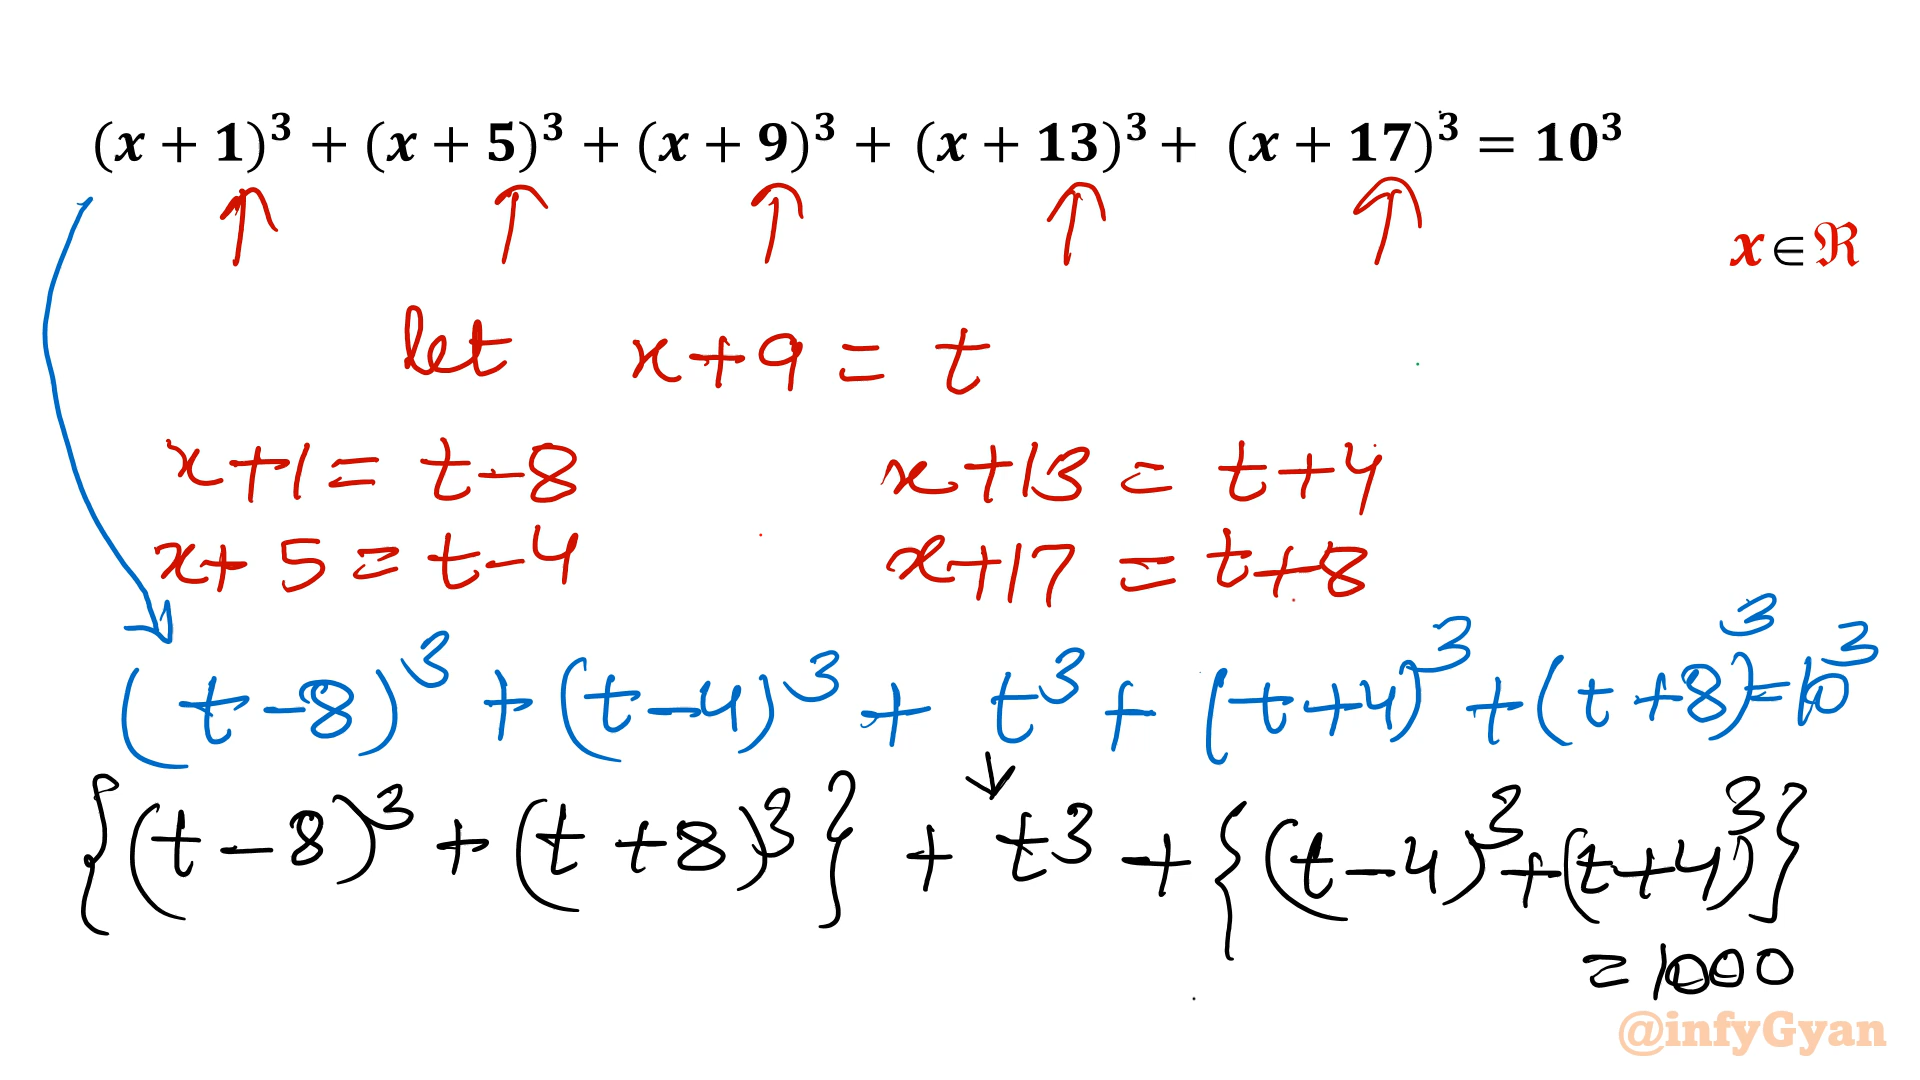 (x + 1)³ + (x + 5)³ + (x + 9)³ + (x + 13)³ + (x + 17)³ = 10³
x ∈ ℜ
let x+9 = t
x+1 = t-8 x+13 = t+4
x+5 = t-4 x+17 = t+8
(t-8)³ + (t-4)³ + t³ + (t+4)³ + (t+8)³ = 10³
{(t-8)³ + (t+8)³} + t³ + {(t-4)³ + (t+4)³}
= 1000
@infyGyan